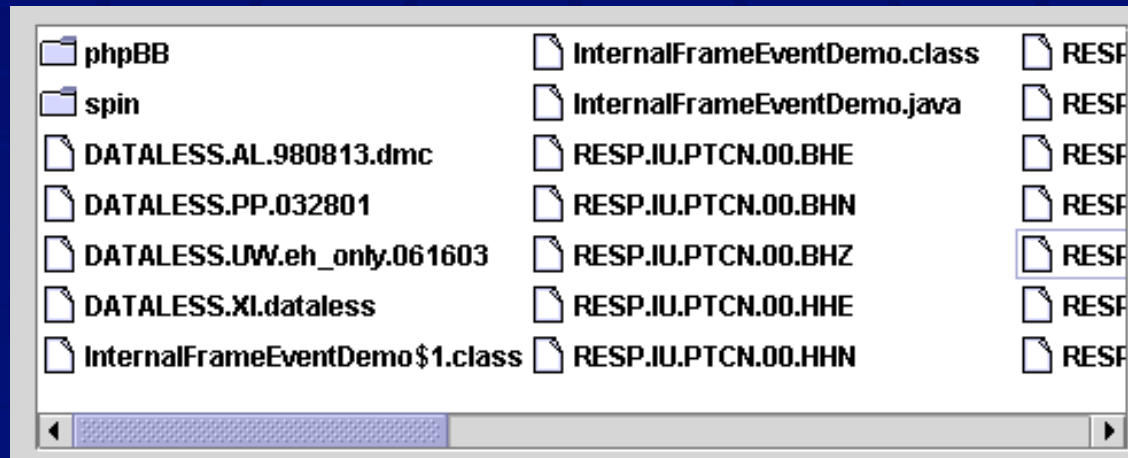 phpBB
spin
DATALESS.AL.980813.dmc
DATALESS.PP.032801
DATALESS.UW.eh_only.061603
DATALESS.XI.dataless
InternalFrameEventDemo$1.class
InternalFrameEventDemo.class
InternalFrameEventDemo.java
RESP.IU.PTCN.00.BHE
RESP.IU.PTCN.00.BHN
RESP.IU.PTCN.00.BHZ
RESP.IU.PTCN.00.HHE
RESP.IU.PTCN.00.HHN